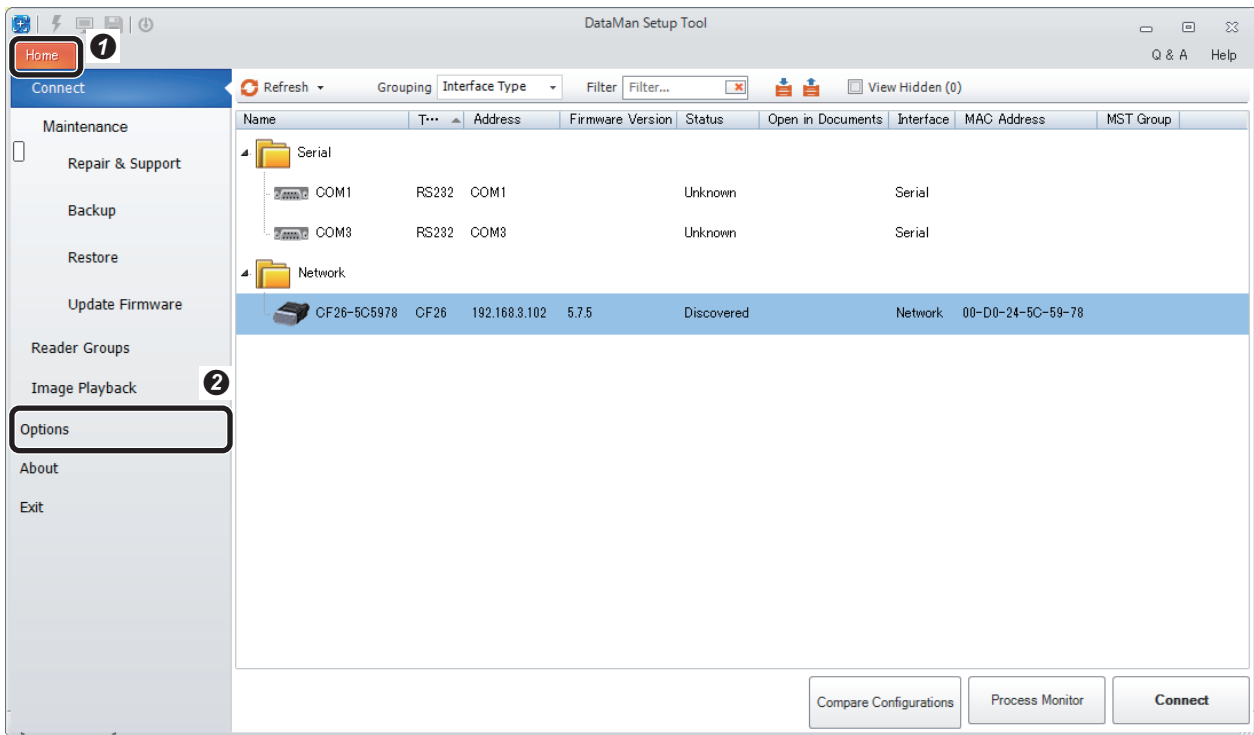 DataMan Setup Tool
Home
1
Q & A Help
Connect
Refresh Grouping Interface Type Filter Filter... View Hidden (0)
Name T... Address Firmware Version Status Open in Documents Interface MAC Address MST Group
Maintenance
Serial
Repair & Support
COM1 RS232 COM1 Unknown Serial
Backup
COM3 RS232 COM3 Unknown Serial
Restore
Network
Update Firmware
CF26-5C5978 CF26 192.168.3.102 5.7.5 Discovered Network 00-D0-24-5C-59-78
Reader Groups
Image Playback
2
Options
About
Exit
Compare Configurations Process Monitor Connect